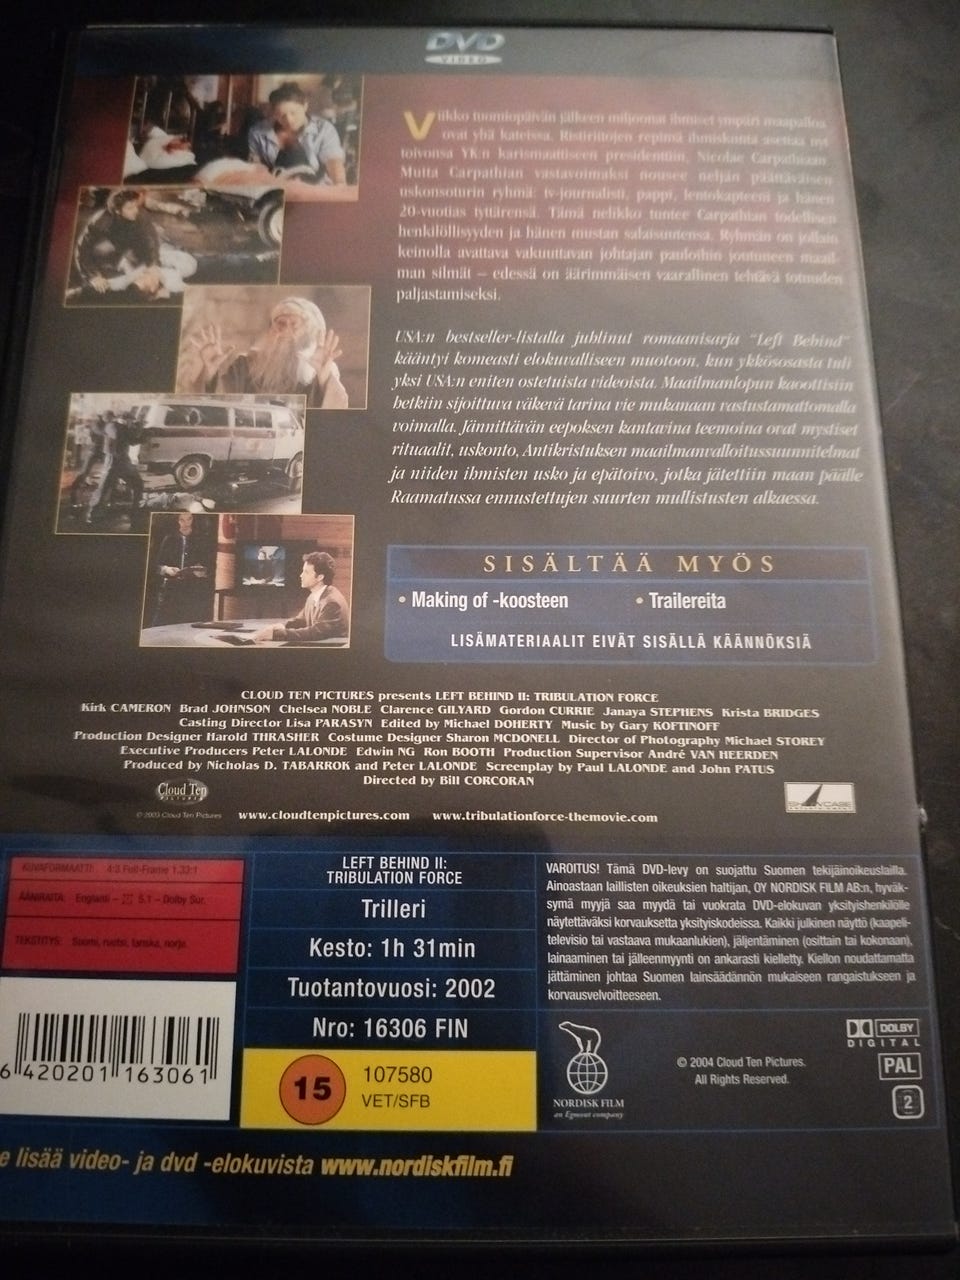 DVD
VIDEO
Viikko tuomiopäivän jälkeen miljoonat ihmiset ympäri maapalloa
ovat yhä kateissa. Ristiriitojen repimä ihmiskunta asettaa nyt
toivonsa YK:n karismaattiseen presidenttiin, Nicolae Carpathiaan.
Mutta Carpathian vastavoimaksi nousee neljän päättäväisen
uskonsoturin ryhmä: tv-journalisti, pappi, lentokapteeni ja hänen
20-vuotias tyttärensä. Tämä nelikko tuntee Carpathian todellisen
henkilöllisyyden ja hänen mustan salaisuutensa. Ryhmän on jollain
keinolla avattava vakuuttavan johtajan pauloihin joutuneen maail-
man silmät – edessä on äärimmäisen vaarallinen tehtävä totuuden
paljastamiseksi.
USA:n bestseller-listalla juhlinut romaanisarja "Left Behind"
kääntyi komeasti elokuvalliseen muotoon, kun ykkösosasta tuli
yksi USA:n eniten ostetuista videoista. Maailmanlopun kaoottisiin
hetkiin sijoittuva väkevä tarina vie mukanaan vastustamattomalla
voimalla. Jännittävän eepoksen kantavina teemoina ovat mystiset
rituaalit, uskonto, Antikristuksen maailmanvalloitussuunnitelmat
ja niiden ihmisten usko ja epätoivo, jotka jätettiin maan päälle
Raamatussa ennustettujen suurten mullistusten alkaessa.
SISÄLTÄÄ MYÖS
• Making of -koosteen • Trailereita
LISÄMATERIAALIT EIVÄT SISÄLLÄ KÄÄNNÖKSIÄ
CLOUD TEN PICTURES presents LEFT BEHIND II: TRIBULATION FORCE
Kirk CAMERON Brad JOHNSON Chelsea NOBLE Clarence GILYARD Gordon CURRIE Janaya STEPHENS Krista BRIDGES
Casting Director Lisa PARASYN Edited by Michael DOHERTY Music by Gary KOFTINOFF
Production Designer Harold THRASHER Costume Designer Sharon MCDONELL Director of Photography Michael STOREY
Executive Producers Peter LALONDE Edwin NG Ron BOOTH Production Supervisor André VAN HEERDEN
Produced by Nicholas D. TABARROK and Peter LALONDE Screenplay by Paul LALONDE and John PATUS
Directed by Bill CORCORAN
Cloud Ten
PICTURES
SHOWCASE
ENTERTAINMENT
© 2003 Cloud Ten Pictures www.cloudtenpictures.com www.tribulationforce-themovie.com
KUVAFORMAATTI: 4:3 Full-Frame 1.33:1
ÄÄNIRAITA: Englanti – 5.1 – Dolby Sur.
TEKSTITYS: Suomi, ruotsi, tanska, norja.
6 420201 163061
LEFT BEHIND II:
TRIBULATION FORCE
Trilleri
Kesto: 1h 31min
Tuotantovuosi: 2002
Nro: 16306 FIN
15
107580
VET/SFB
VAROITUS! Tämä DVD-levy on suojattu Suomen tekijäinoikeuslailla.
Ainoastaan laillisten oikeuksien haltijan, OY NORDISK FILM AB:n, hyväk-
symä myyjä saa myydä tai vuokrata DVD-elokuvan yksityishenkilölle
näytettäväksi korvauksetta yksityiskodeissa. Kaikki julkinen näyttö (kaapeli-
televisio tai vastaava mukaanlukien), jäljentäminen (osittain tai kokonaan),
lainaaminen tai jälleenmyynti on ankarasti kielletty. Kiellon noudattamatta
jättäminen johtaa Suomen lainsäädännön mukaiseen rangaistukseen ja
korvausvelvoitteeseen.
NORDISK FILM
an Egmont company
© 2004 Cloud Ten Pictures.
All Rights Reserved.
DOLBY
DIGITAL
PAL
2
e lisää video- ja dvd -elokuvista www.nordiskfilm.fi